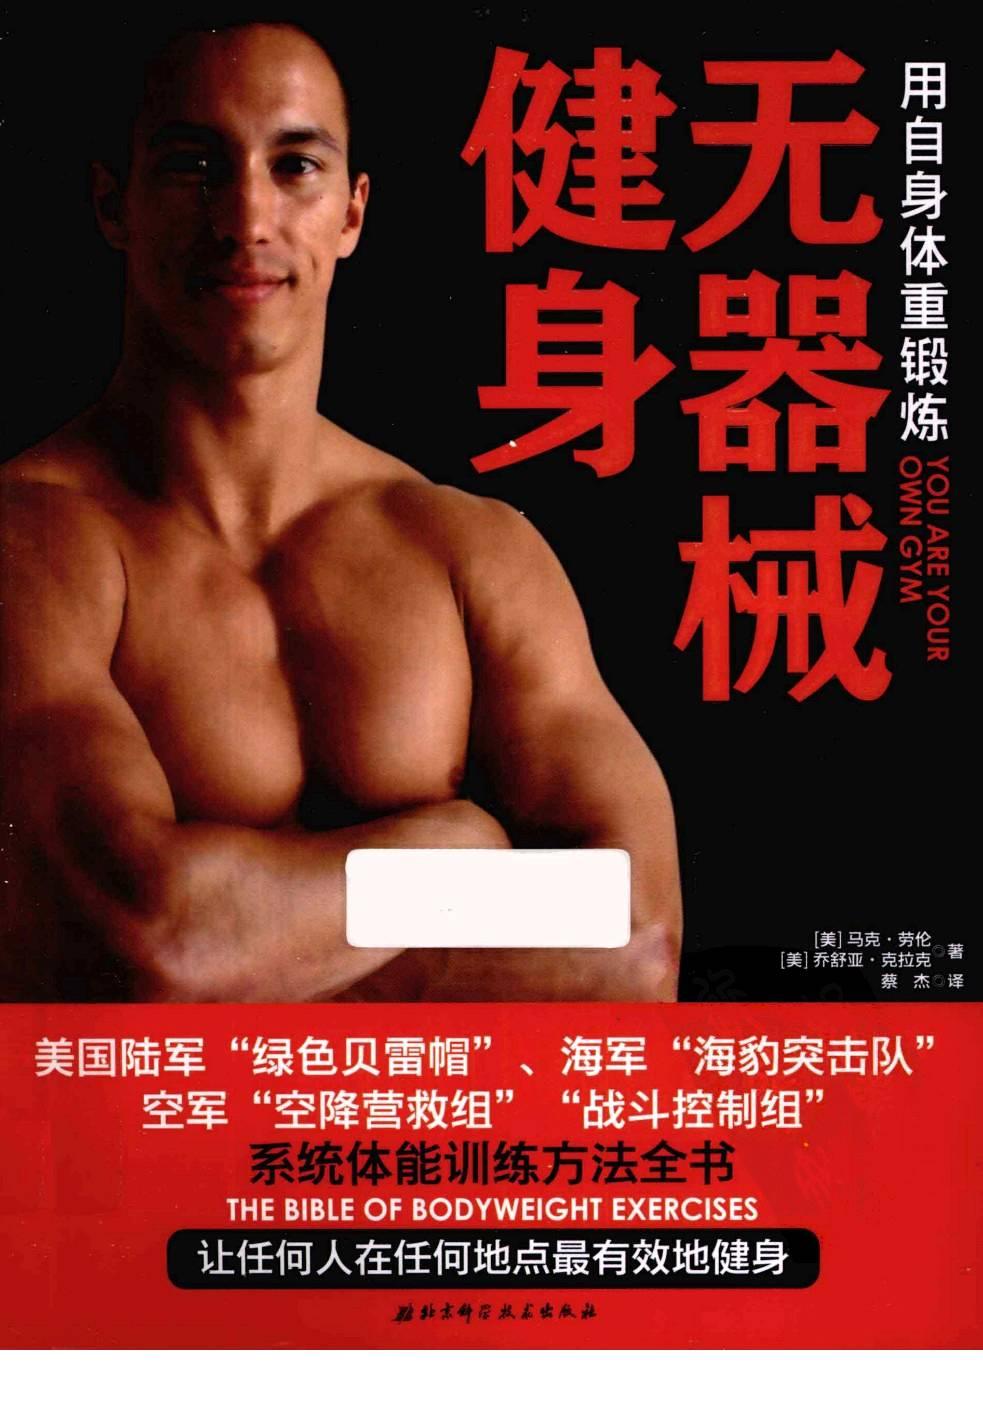 用自身体重锻炼
YOU ARE YOUR
OWN GYM
无器械
健身
[美] 马克·劳伦
[美] 乔舒亚·克拉克◎著
蔡 杰◎译
美国陆军“绿色贝雷帽”、海军“海豹突击队”
空军“空降营救组”“战斗控制组”
系统体能训练方法全书
THE BIBLE OF BODYWEIGHT EXERCISES
让任何人在任何地点最有效地健身
北京科学技术出版社